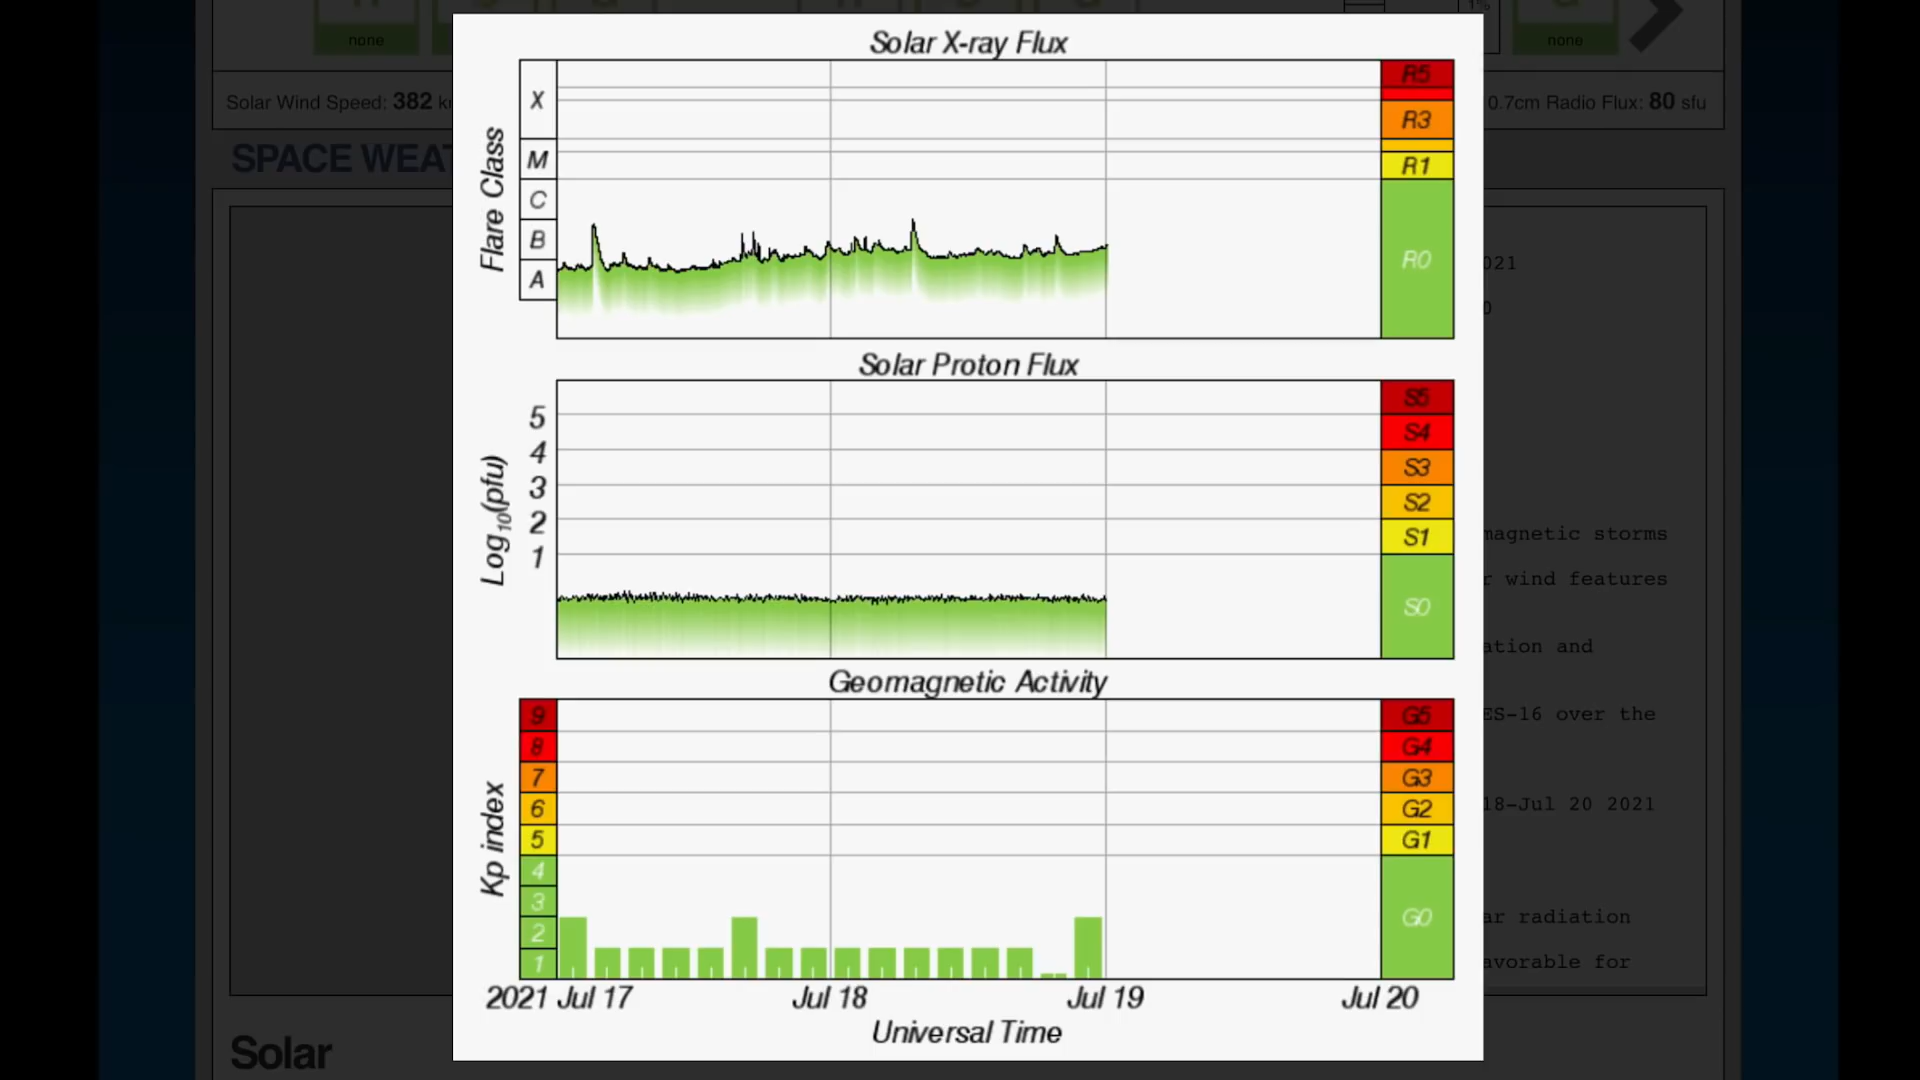 none
none
1%
Solar Wind Speed: 382
0.7cm Radio Flux: 80 sfu
SPACE WEAT
Solar X-ray Flux
Flare Class
X
M
C
B
A
R5
R3
R1
R0
Solar Proton Flux
Log10(pfu)
5
4
3
2
1
S5
S4
S3
S2
S1
S0
Geomagnetic Activity
Kp index
9
8
7
6
5
4
3
2
1
G5
G4
G3
G2
G1
G0
2021 Jul 17 Jul 18 Jul 19 Jul 20
Universal Time
021
0
magnetic storms
r wind features
ation and
ES-16 over the
18-Jul 20 2021
ar radiation
avorable for
Solar